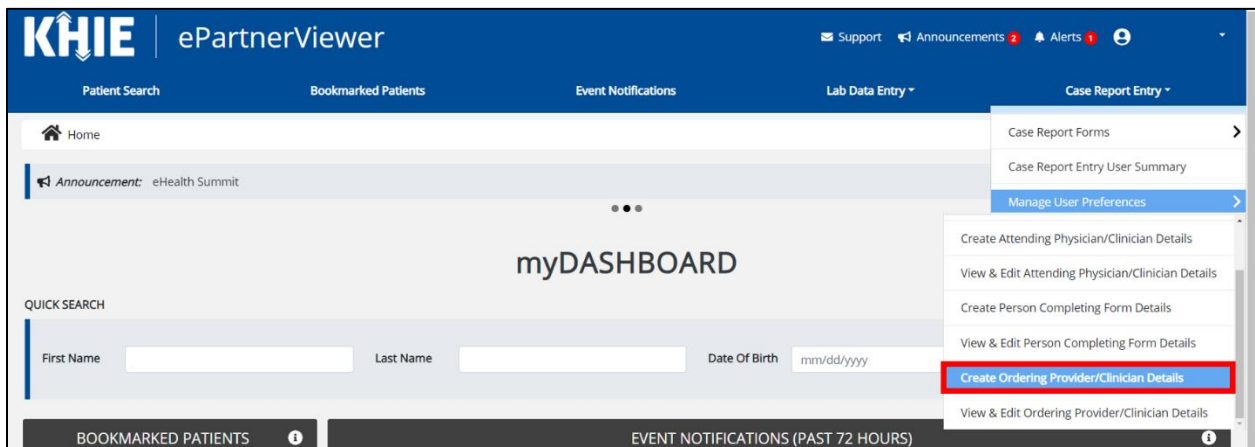 KHIE ePartnerViewer
Support Announcements 2 Alerts 1
Patient Search Bookmarked Patients Event Notifications Lab Data Entry Case Report Entry
Home
Case Report Forms
Case Report Entry User Summary
Announcement: eHealth Summit
Manage User Preferences
Create Attending Physician/Clinician Details
View & Edit Attending Physician/Clinician Details
Create Person Completing Form Details
View & Edit Person Completing Form Details
Create Ordering Provider/Clinician Details
View & Edit Ordering Provider/Clinician Details
myDASHBOARD
QUICK SEARCH
First Name Last Name Date Of Birth mm/dd/yyyy
BOOKMARKED PATIENTS EVENT NOTIFICATIONS (PAST 72 HOURS)